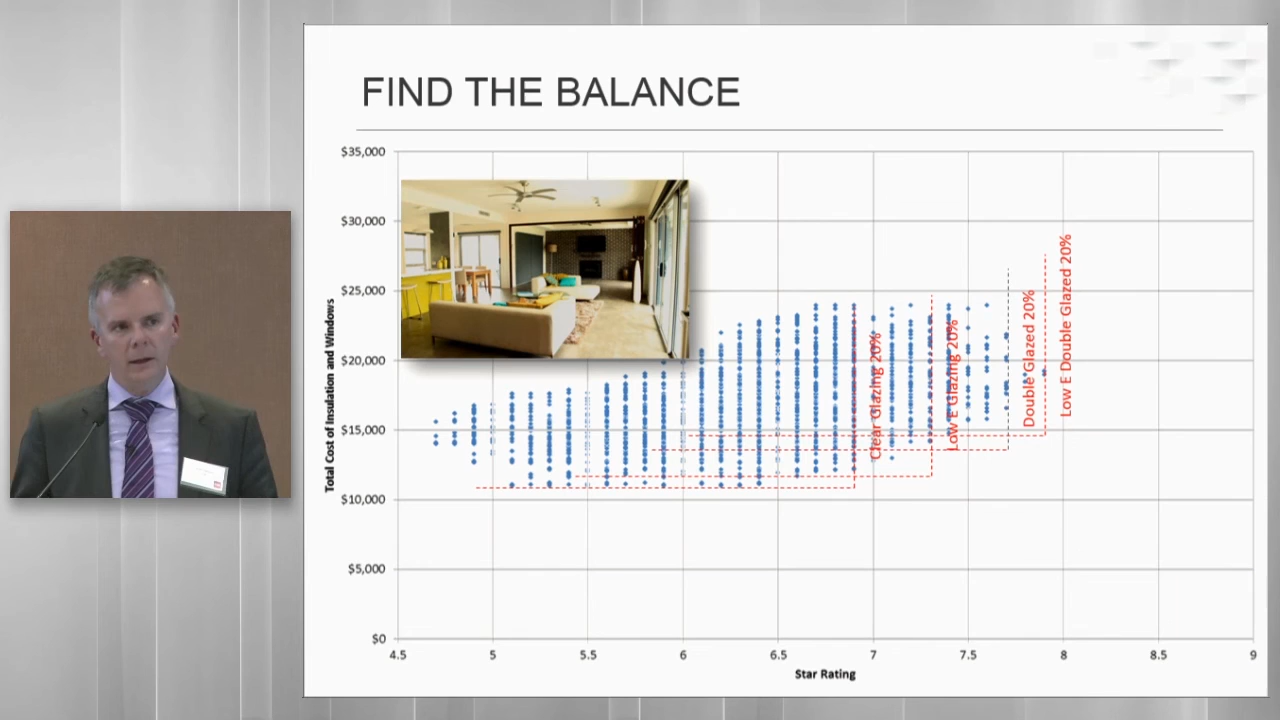 FIND THE BALANCE
$35,000
$30,000
$25,000
$20,000
$15,000
$10,000
$5,000
$0
Total Cost of Insulation and Windows
Clear Glazing 20%
Low E Glazing 20%
Double Glazed 20%
Low E Double Glazed 20%
4.5 5 5.5 6 6.5 7 7.5 8 8.5 9
Star Rating